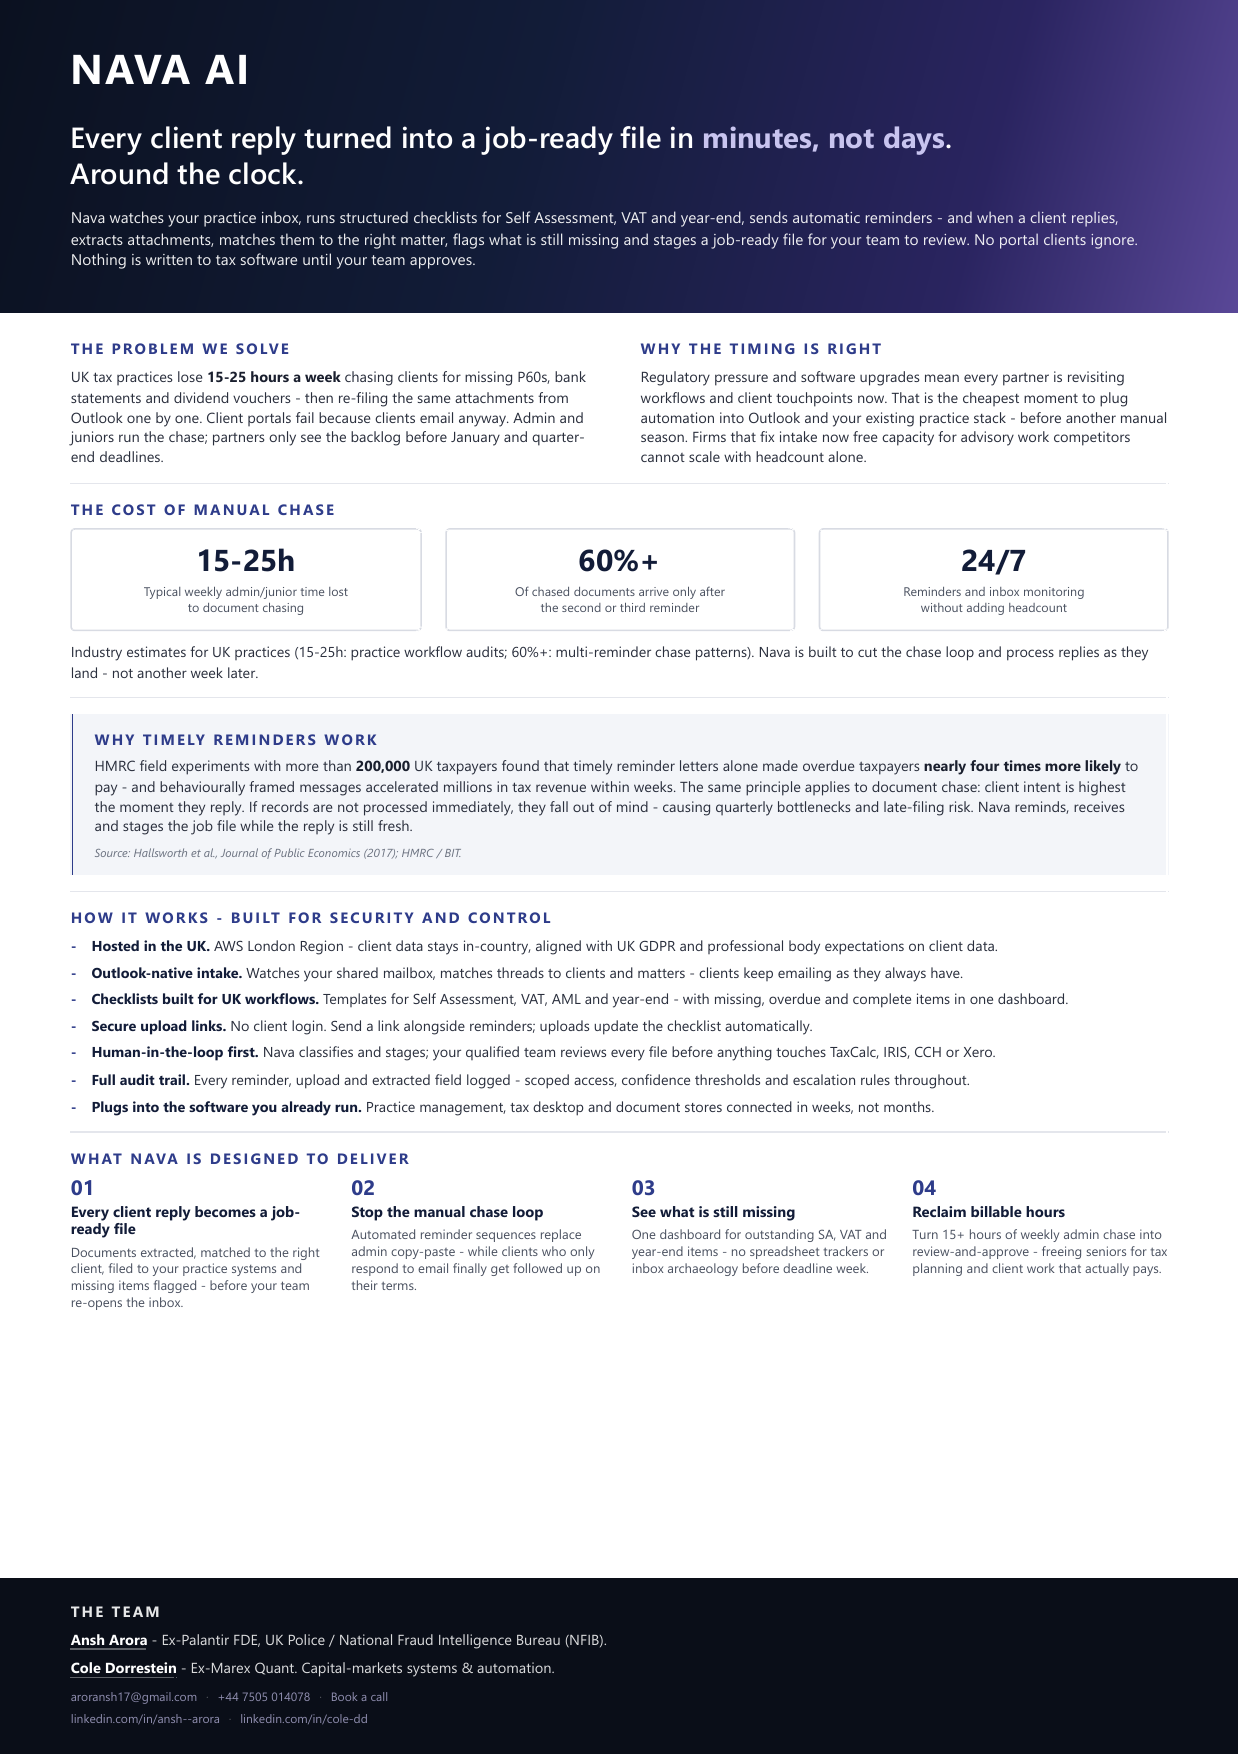 NAVA AI
Every client reply turned into a job-ready file in minutes, not days.
Around the clock.
Nava watches your practice inbox, runs structured checklists for Self Assessment, VAT and year-end, sends automatic reminders - and when a client replies,
extracts attachments, matches them to the right matter, flags what is still missing and stages a job-ready file for your team to review. No portal clients ignore.
Nothing is written to tax software until your team approves.
THE PROBLEM WE SOLVE
UK tax practices lose 15-25 hours a week chasing clients for missing P60s, bank
statements and dividend vouchers - then re-filing the same attachments from
Outlook one by one. Client portals fail because clients email anyway. Admin and
juniors run the chase; partners only see the backlog before January and quarter-
end deadlines.
WHY THE TIMING IS RIGHT
Regulatory pressure and software upgrades mean every partner is revisiting
workflows and client touchpoints now. That is the cheapest moment to plug
automation into Outlook and your existing practice stack - before another manual
season. Firms that fix intake now free capacity for advisory work competitors
cannot scale with headcount alone.
THE COST OF MANUAL CHASE
15-25h
Typical weekly admin/junior time lost
to document chasing
60%+
Of chased documents arrive only after
the second or third reminder
24/7
Reminders and inbox monitoring
without adding headcount
Industry estimates for UK practices (15-25h: practice workflow audits; 60%+: multi-reminder chase patterns). Nava is built to cut the chase loop and process replies as they
land - not another week later.
WHY TIMELY REMINDERS WORK
HMRC field experiments with more than 200,000 UK taxpayers found that timely reminder letters alone made overdue taxpayers nearly four times more likely to
pay - and behaviourally framed messages accelerated millions in tax revenue within weeks. The same principle applies to document chase: client intent is highest
the moment they reply. If records are not processed immediately, they fall out of mind - causing quarterly bottlenecks and late-filing risk. Nava reminds, receives
and stages the job file while the reply is still fresh.
Source: Hallsworth et al., Journal of Public Economics (2017); HMRC / BIT.
HOW IT WORKS - BUILT FOR SECURITY AND CONTROL
- Hosted in the UK. AWS London Region - client data stays in-country, aligned with UK GDPR and professional body expectations on client data.
- Outlook-native intake. Watches your shared mailbox, matches threads to clients and matters - clients keep emailing as they always have.
- Checklists built for UK workflows. Templates for Self Assessment, VAT, AML and year-end - with missing, overdue and complete items in one dashboard.
- Secure upload links. No client login. Send a link alongside reminders; uploads update the checklist automatically.
- Human-in-the-loop first. Nava classifies and stages; your qualified team reviews every file before anything touches TaxCalc, IRIS, CCH or Xero.
- Full audit trail. Every reminder, upload and extracted field logged - scoped access, confidence thresholds and escalation rules throughout.
- Plugs into the software you already run. Practice management, tax desktop and document stores connected in weeks, not months.
WHAT NAVA IS DESIGNED TO DELIVER
01
Every client reply becomes a job-
ready file
Documents extracted, matched to the right
client, filed to your practice systems and
missing items flagged - before your team
re-opens the inbox.
02
Stop the manual chase loop
Automated reminder sequences replace
admin copy-paste - while clients who only
respond to email finally get followed up on
their terms.
03
See what is still missing
One dashboard for outstanding SA, VAT and
year-end items - no spreadsheet trackers or
inbox archaeology before deadline week.
04
Reclaim billable hours
Turn 15+ hours of weekly admin chase into
review-and-approve - freeing seniors for tax
planning and client work that actually pays.
THE TEAM
Ansh Arora - Ex-Palantir FDE, UK Police / National Fraud Intelligence Bureau (NFIB).
Cole Dorrestein - Ex-Marex Quant. Capital-markets systems & automation.
aroransh17@gmail.com · +44 7505 014078 · Book a call
linkedin.com/in/ansh--arora · linkedin.com/in/cole-dd